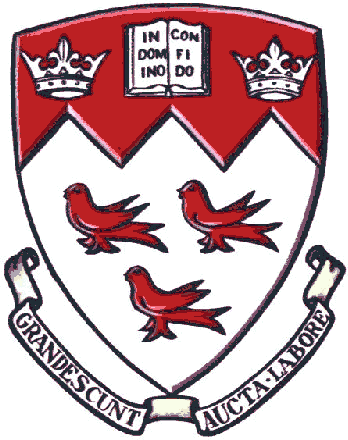 IN
DOM
INO
CON
FI
DO
GRANDESCUNT AUCTA·LABORE